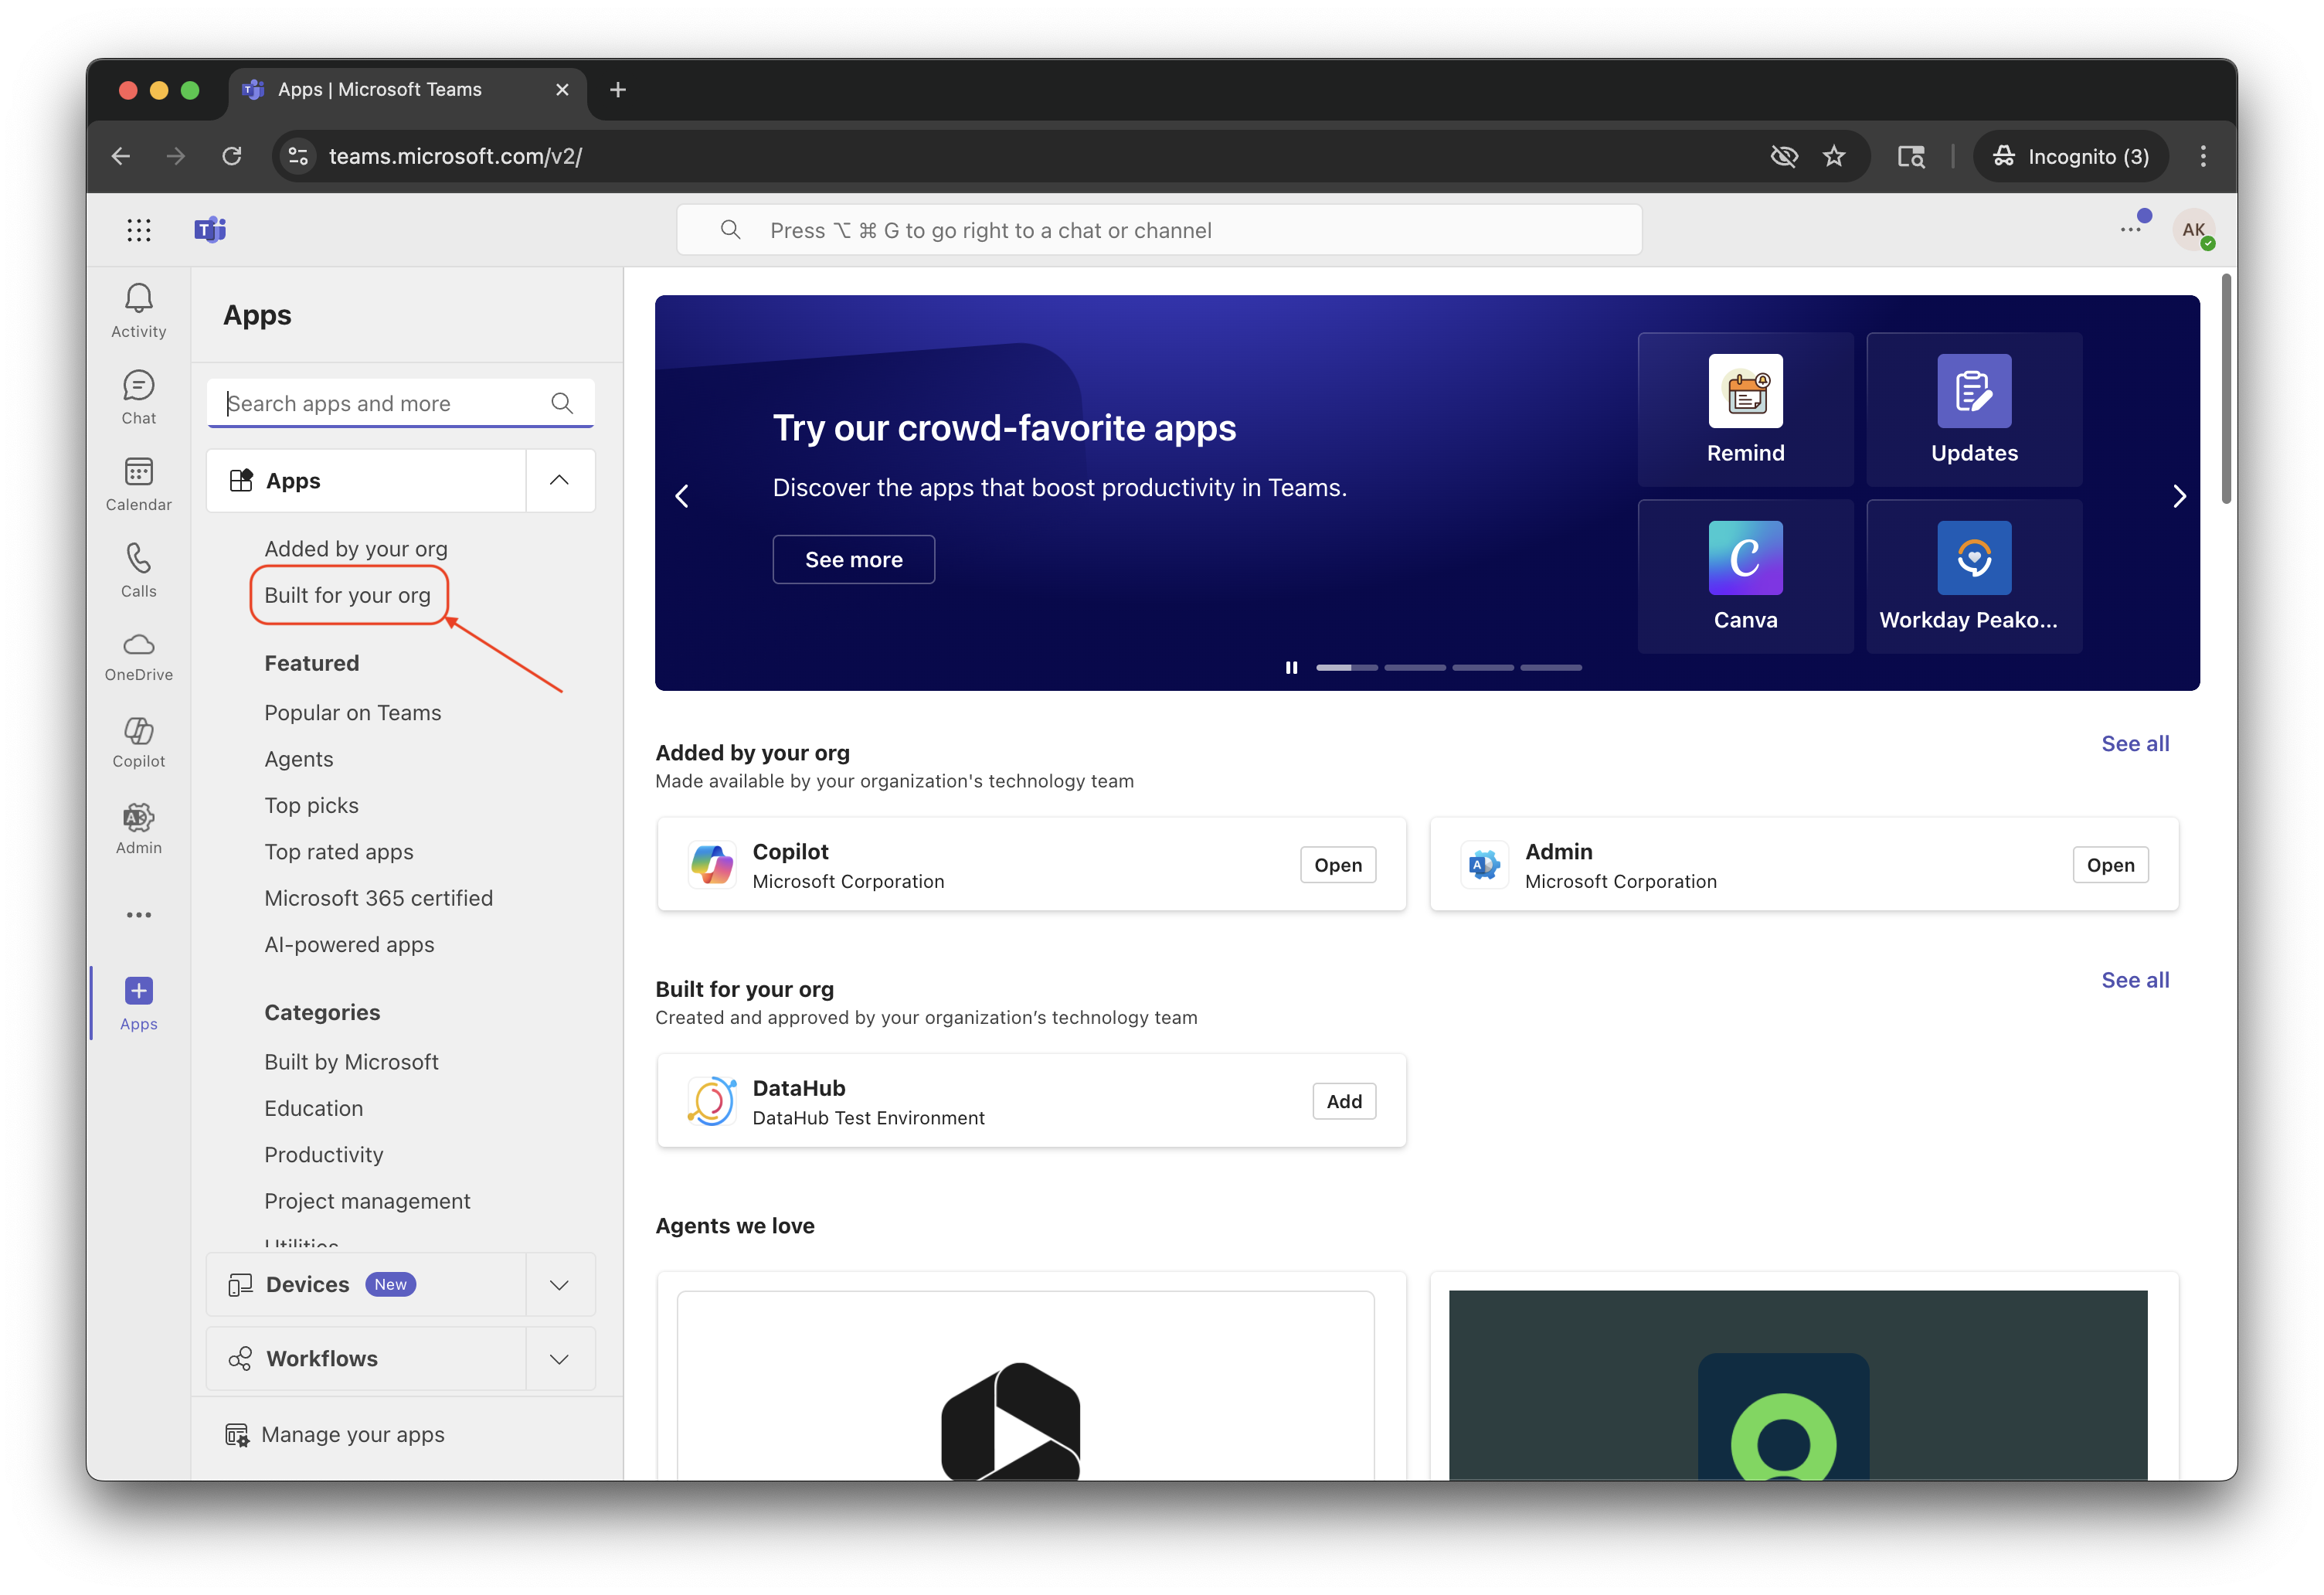 Apps | Microsoft Teams
teams.microsoft.com/v2/
Incognito (3)
Press ⌥ ⌘ G to go right to a chat or channel
AK
Activity
Chat
Calendar
Calls
OneDrive
Copilot
Admin
Apps
Apps
Search apps and more
Apps
Added by your org
Built for your org
Featured
Popular on Teams
Agents
Top picks
Top rated apps
Microsoft 365 certified
AI-powered apps
Categories
Built by Microsoft
Education
Productivity
Project management
Utilities
Devices New
Workflows
Manage your apps
Try our crowd-favorite apps
Discover the apps that boost productivity in Teams.
See more
Remind
Updates
Canva
Workday Peako...
Added by your org
See all
Made available by your organization's technology team
Copilot
Microsoft Corporation
Open
Admin
Microsoft Corporation
Open
Built for your org
See all
Created and approved by your organization’s technology team
DataHub
DataHub Test Environment
Add
Agents we love